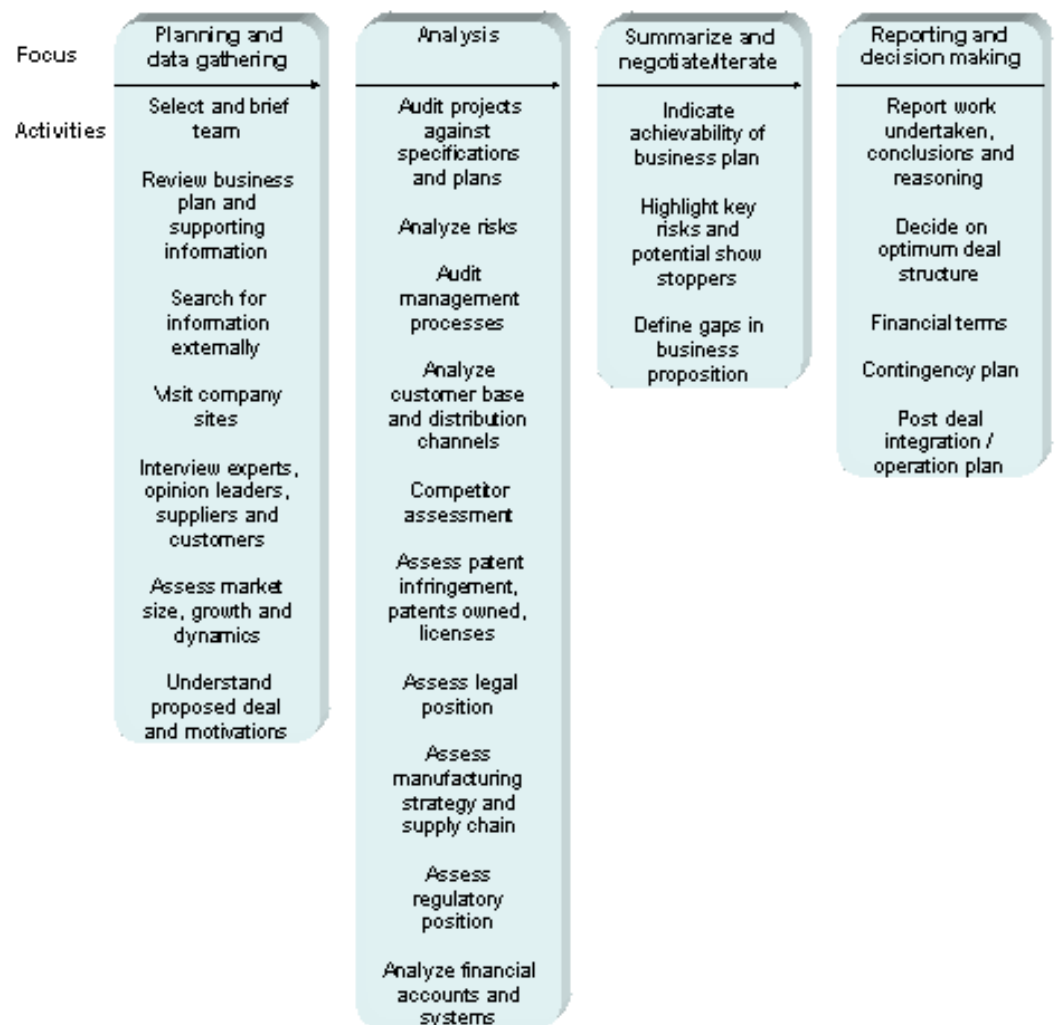 Focus
Planning and
data gathering
Analysis
Summarize and
negotiate/Iterate
Reporting and
decision making
Activities
Select and brief
team
Review business
plan and
supporting
information
Search for
information
externally
Visit company
sites
Interview experts,
opinion leaders,
suppliers and
customers
Assess market
size, growth and
dynamics
Understand
proposed deal
and motivations
Audit projects
against
specifications
and plans
Analyze risks
Audit
management
processes
Analyze
customer base
and distribution
channels
Competitor
assessment
Assess patent
infringement,
patents owned,
licenses
Assess legal
position
Assess
manufacturing
strategy and
supply chain
Assess
regulatory
position
Analyze financial
accounts and
systems
Indicate
achievability of
business plan
Highlight key
risks and
potential show
stoppers
Define gaps in
business
proposition
Report work
undertaken,
conclusions and
reasoning
Decide on
optimum deal
structure
Financial terms
Contingency plan
Post deal
integration /
operation plan